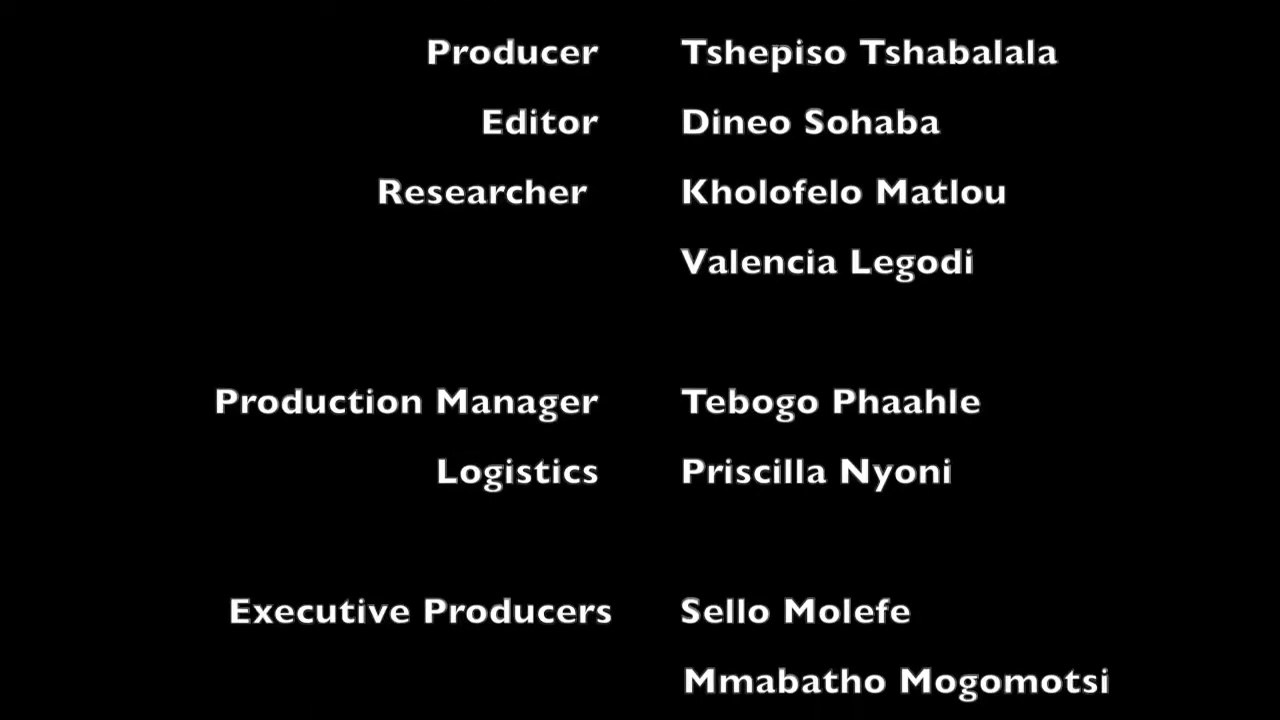 Producer Tshepiso Tshabalala
Editor Dineo Sohaba
Researcher Kholofelo Matlou
Valencia Legodi
Production Manager Tebogo Phaahle
Logistics Priscilla Nyoni
Executive Producers Sello Molefe
Mmabatho Mogomotsi